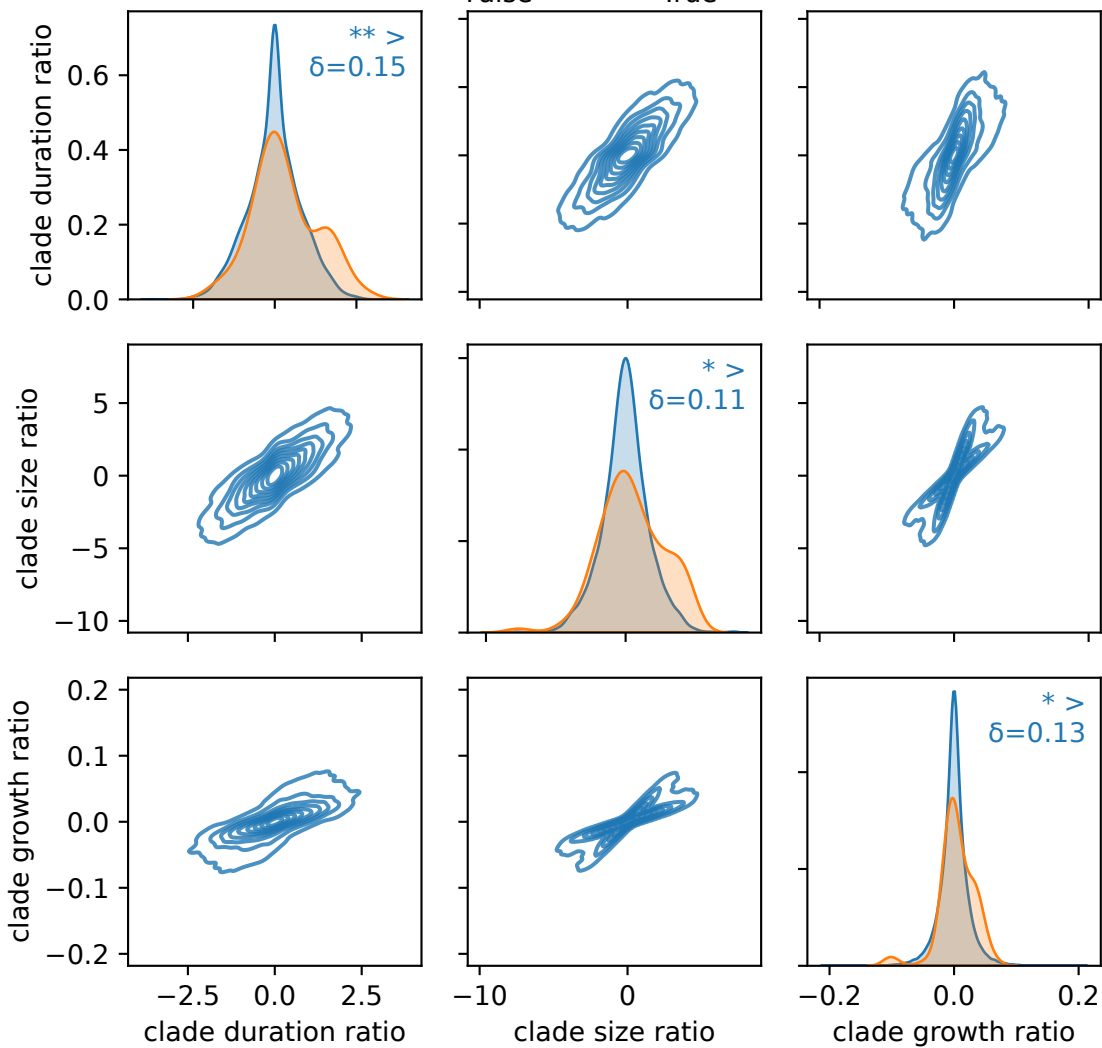 False True
clade duration ratio
0.6
0.4
0.2
0.0
** >
δ=0.15
clade size ratio
5
0
−5
−10
* >
δ=0.11
clade growth ratio
0.2
0.1
0.0
−0.1
−0.2
* >
δ=0.13
−2.5 0.0 2.5
−10 0
−0.2 0.0 0.2
clade duration ratio
clade size ratio
clade growth ratio